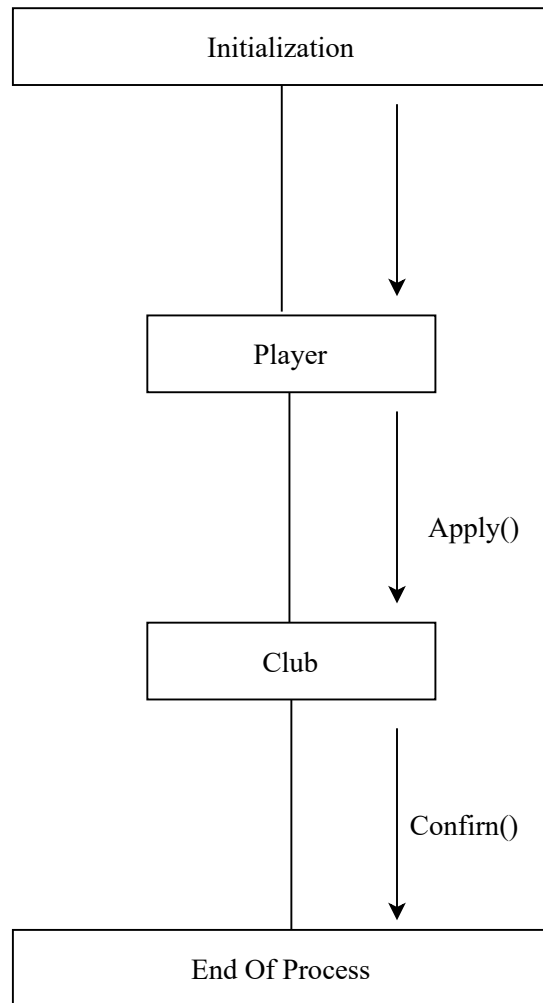 Initialization
Player
Apply()
Club
Confirn()
End Of Process